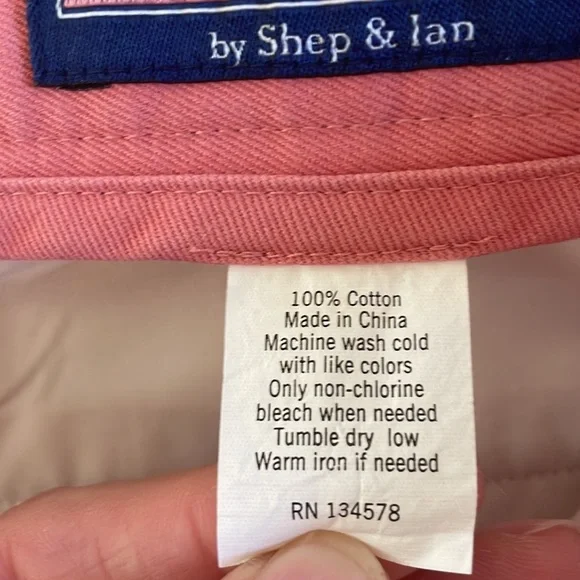 by Shep & Ian
100% Cotton
Made in China
Machine wash cold
with like colors
Only non-chlorine
bleach when needed
Tumble dry low
Warm iron if needed
RN 134578